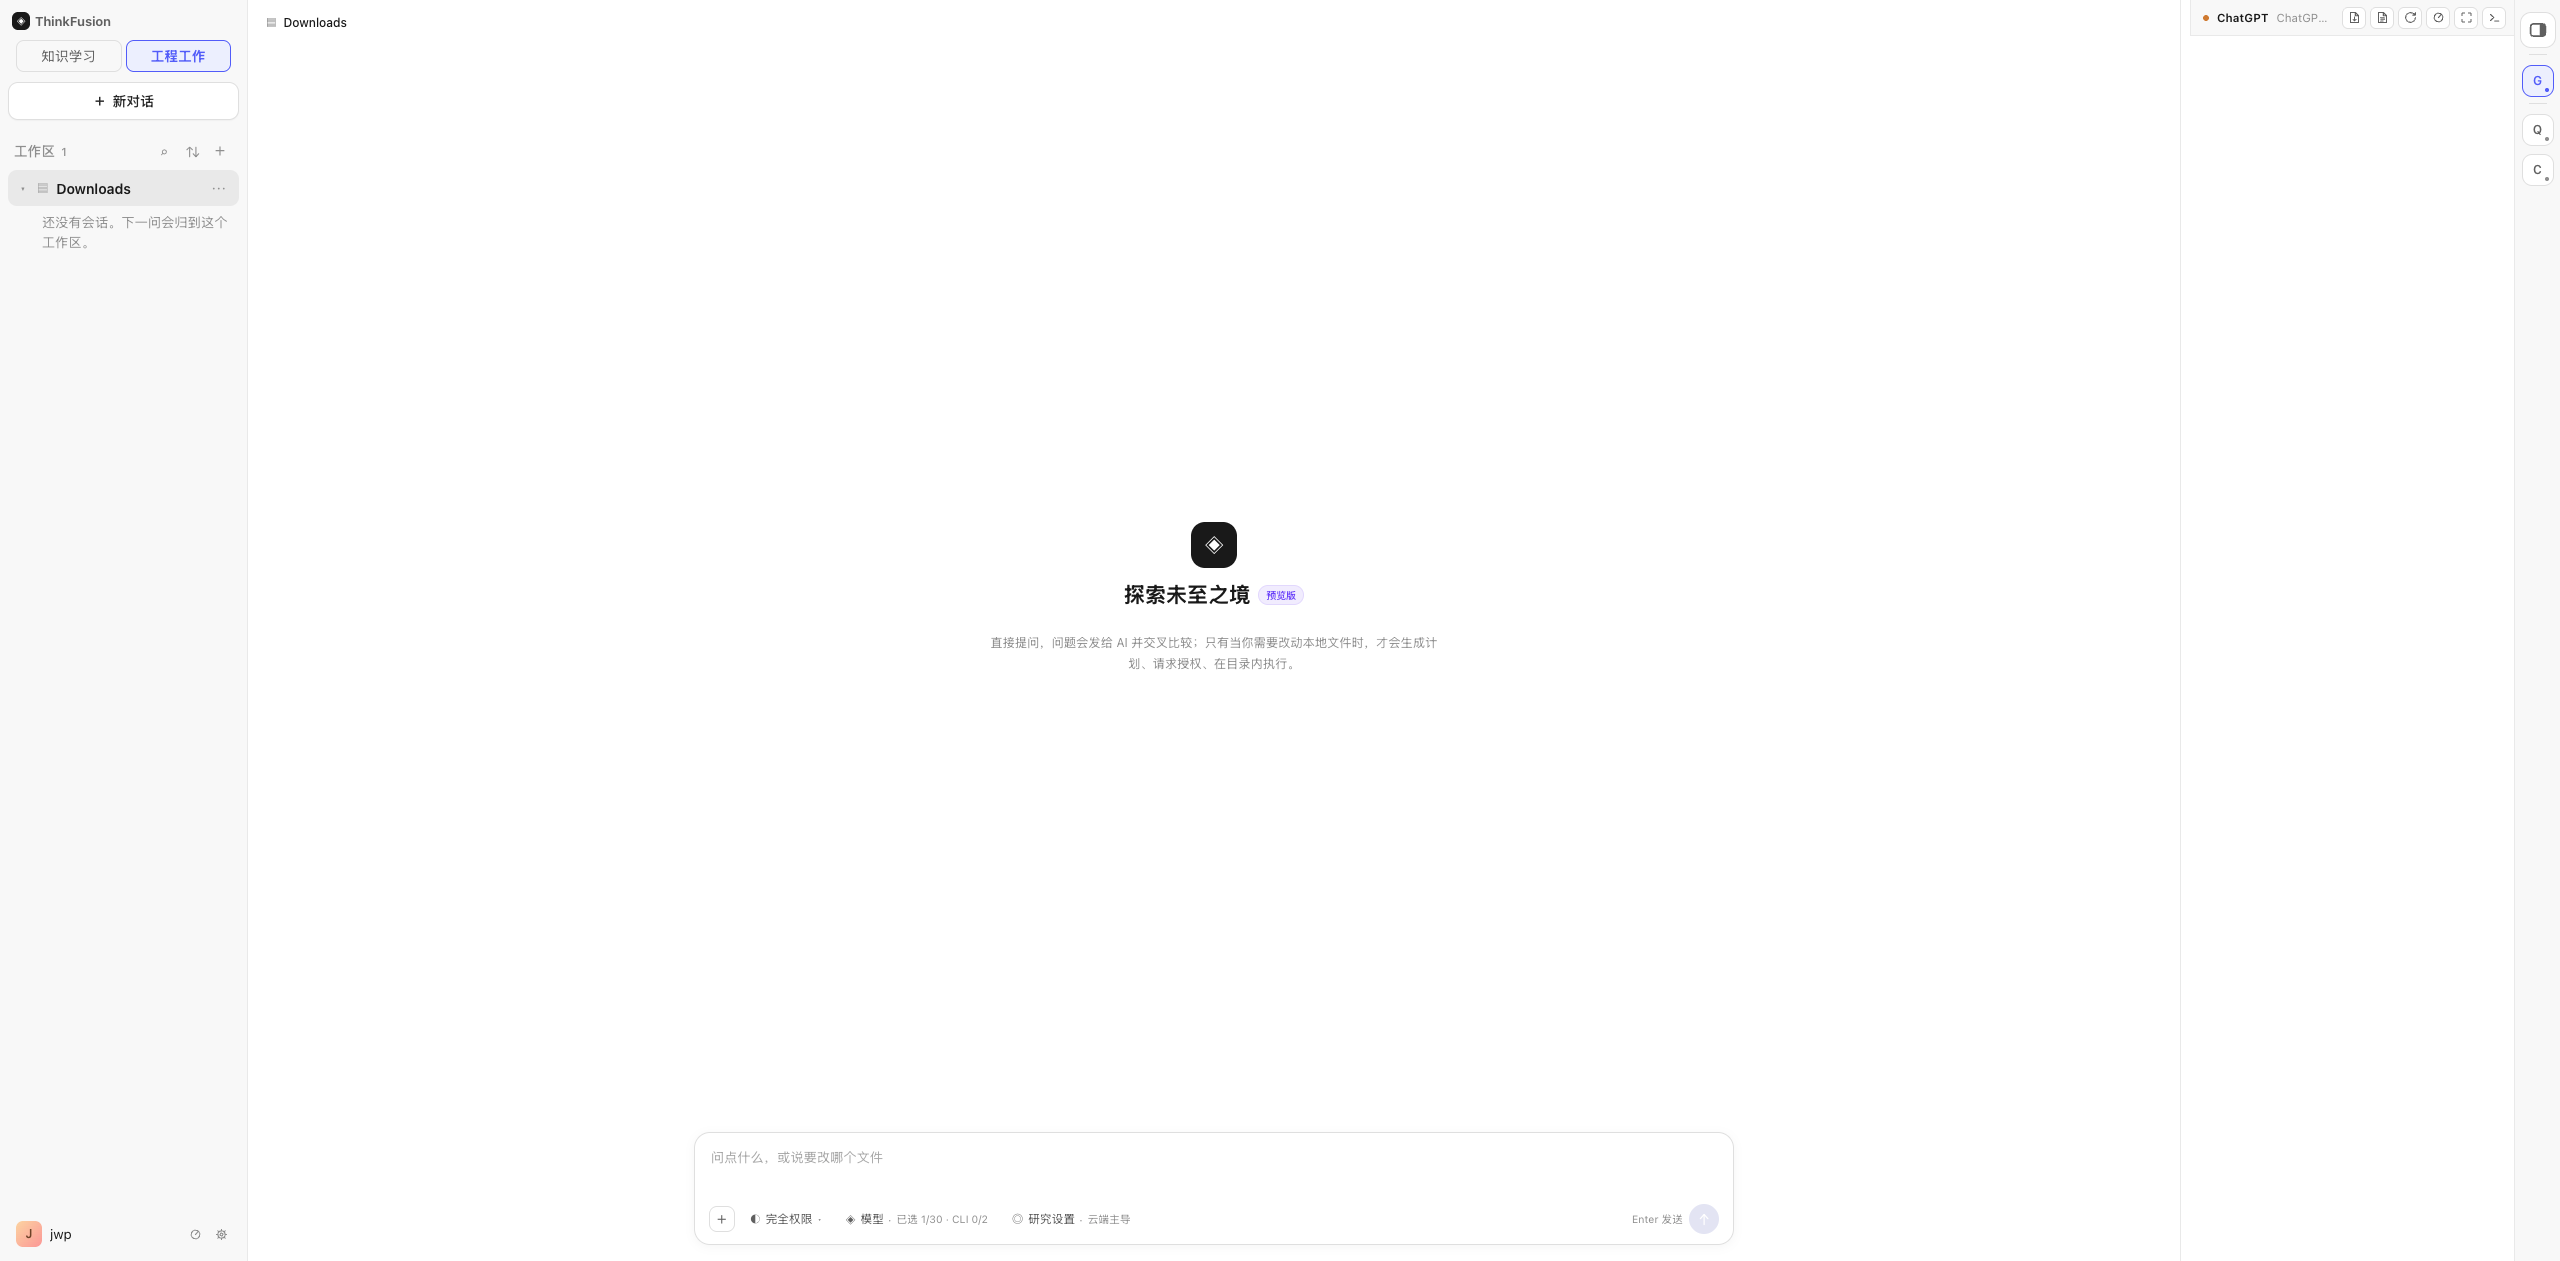 ThinkFusion
知识学习
工程工作
+ 新对话
工作区 1
Downloads
还没有会话。下一问会归到这个
工作区。
J
jwp
Downloads
探索未至之境
预览版
直接提问，问题会发给 AI 并交叉比较；只有当你需要改动本地文件时，才会生成计
划、请求授权、在目录内执行。
问点什么，或说要改哪个文件
完全权限
模型 · 已选 1/30 · CLI 0/2
研究设置 · 云端主导
Enter 发送
ChatGPT ChatGP...
G
Q
C